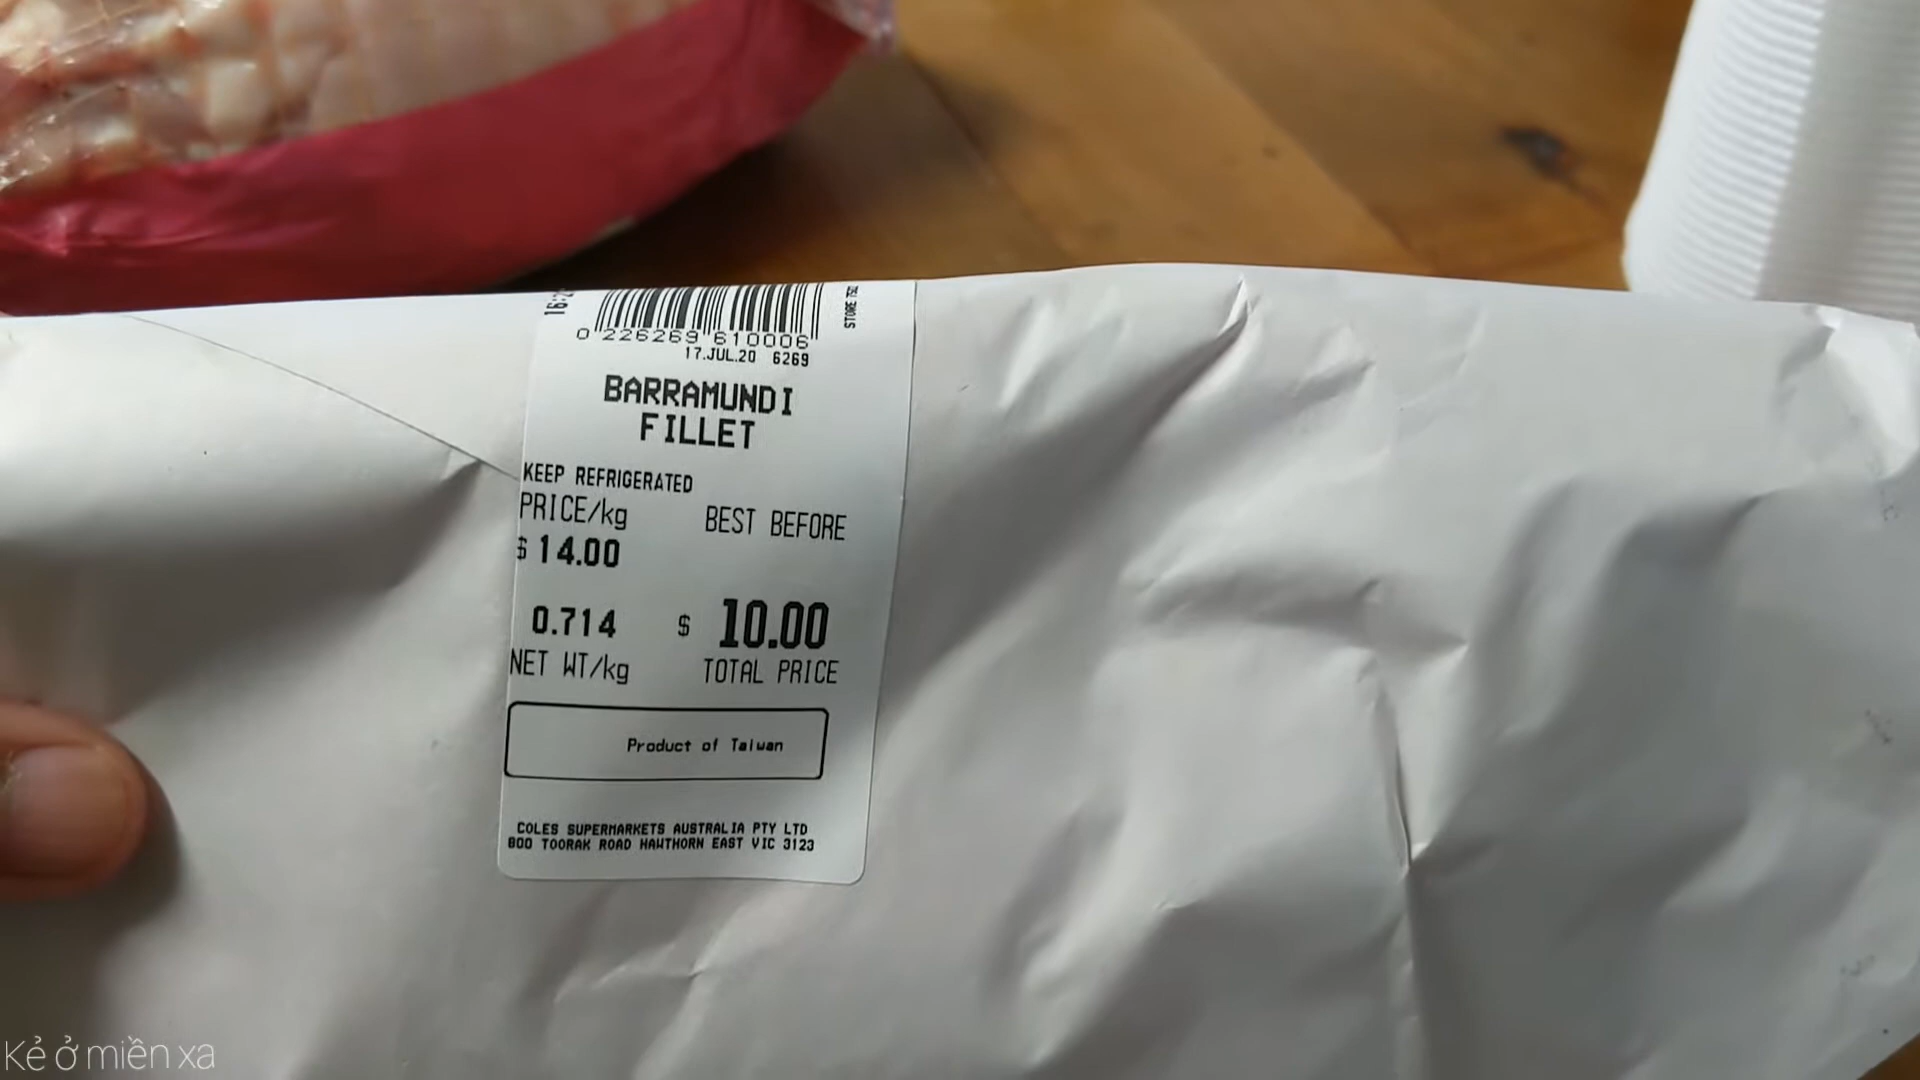 0 226269 610006
17.JUL.20 6269
BARRAMUNDI
FILLET
KEEP REFRIGERATED
PRICE/kg
BEST BEFORE
$ 14.00
0.714
$ 10.00
NET WT/kg
TOTAL PRICE
Product of Taiwan
COLES SUPERMARKETS AUSTRALIA PTY LTD
800 TOORAK ROAD HAWTHORN EAST VIC 3123
STORE
Kẻ ở miền xa